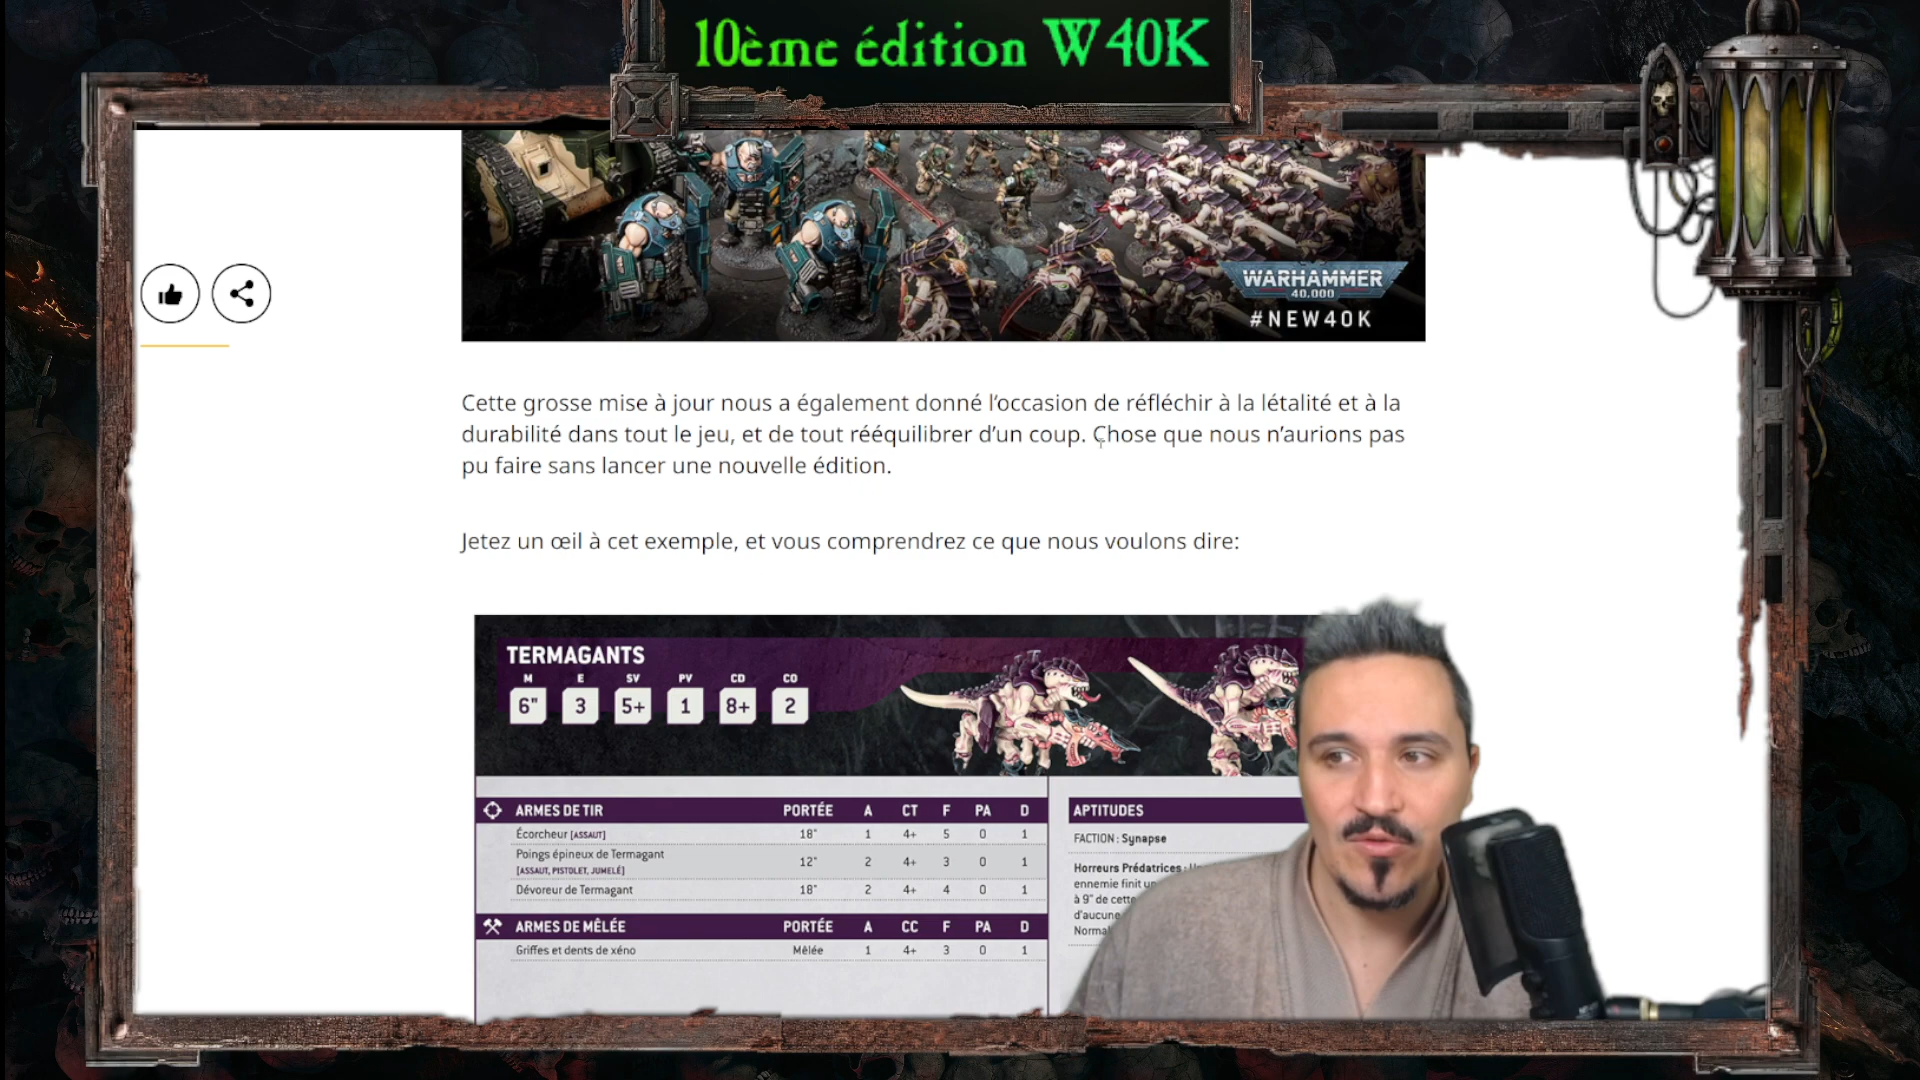 10ème édition W40K
WARHAMMER
40.000
#NEW40K
Cette grosse mise à jour nous a également donné l’occasion de réfléchir à la létalité et à la
durabilité dans tout le jeu, et de tout rééquilibrer d’un coup. Chose que nous n’aurions pas
pu faire sans lancer une nouvelle édition.
Jetez un œil à cet exemple, et vous comprendrez ce que nous voulons dire:
TERMAGANTS
M E SV PV CD CO
6" 3 5+ 1 8+ 2
ARMES DE TIR PORTÉE A CT F PA D
Écorcheur [ASSAUT] 18" 1 4+ 5 0 1
Poings épineux de Termagant 12" 2 4+ 3 0 1
[ASSAUT, PISTOLET, JUMELÉ]
Dévoreur de Termagant 18" 2 4+ 4 0 1
ARMES DE MÊLÉE PORTÉE A CC F PA D
Griffes et dents de xéno Mêlée 1 4+ 3 0 1
APTITUDES
FACTION : Synapse
Horreurs Prédatrices :
ennemie finit
à 9" de cette
d'aucune